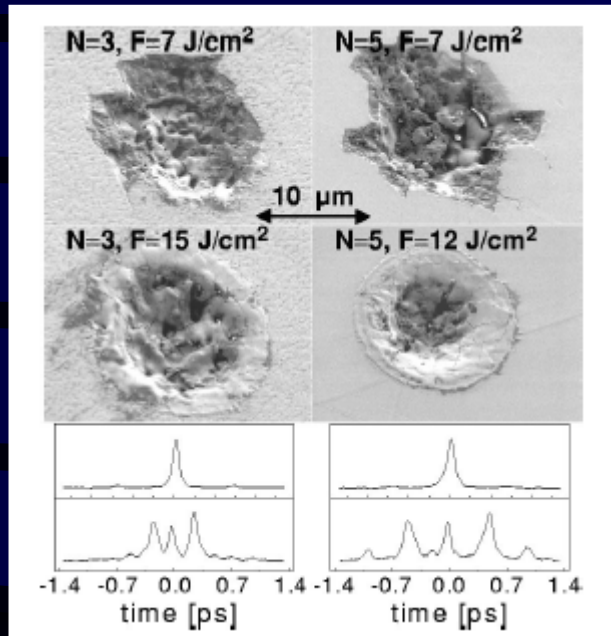 N=3, F=7 J/cm²
N=5, F=7 J/cm²
10 µm
N=3, F=15 J/cm²
N=5, F=12 J/cm²
-1.4 -0.7 0.0 0.7 1.4
-1.4 -0.7 0.0 0.7 1.4
time [ps]
time [ps]